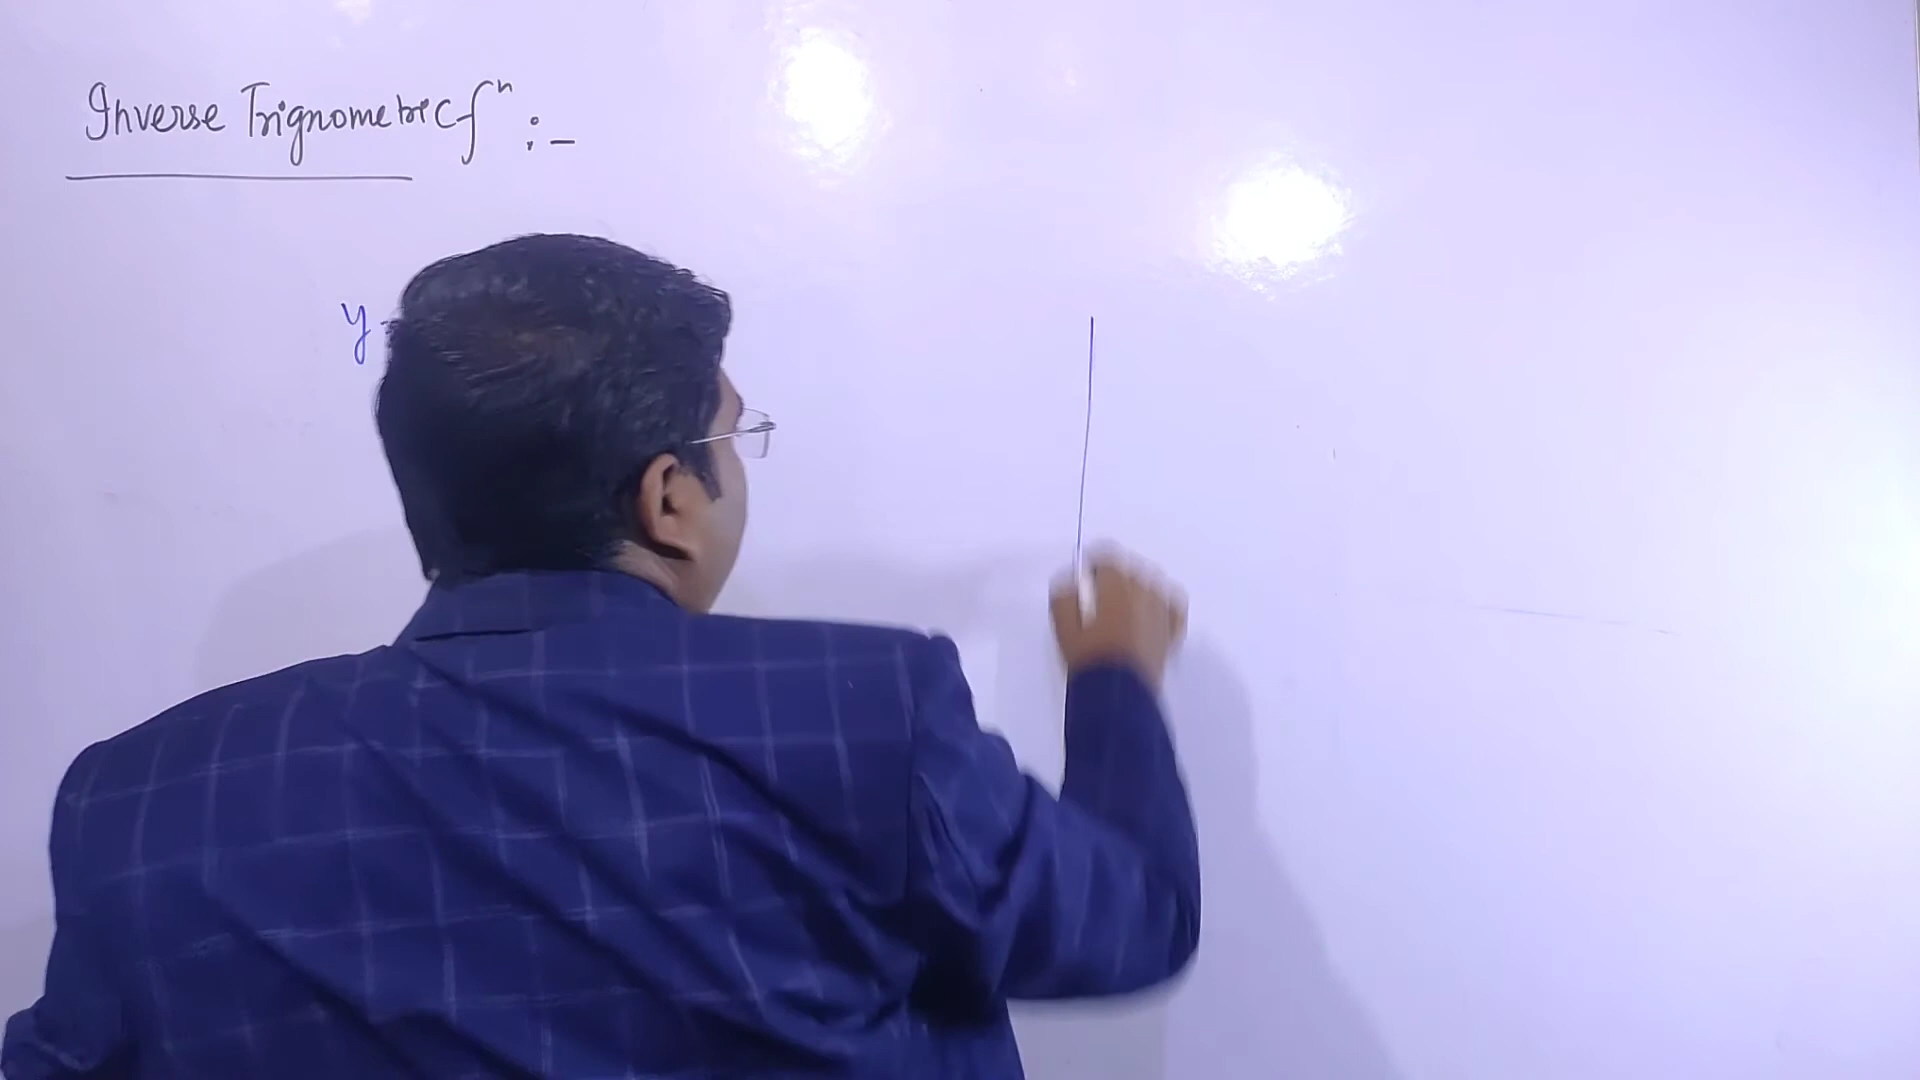 Inverse Trignometric fⁿ :-
y